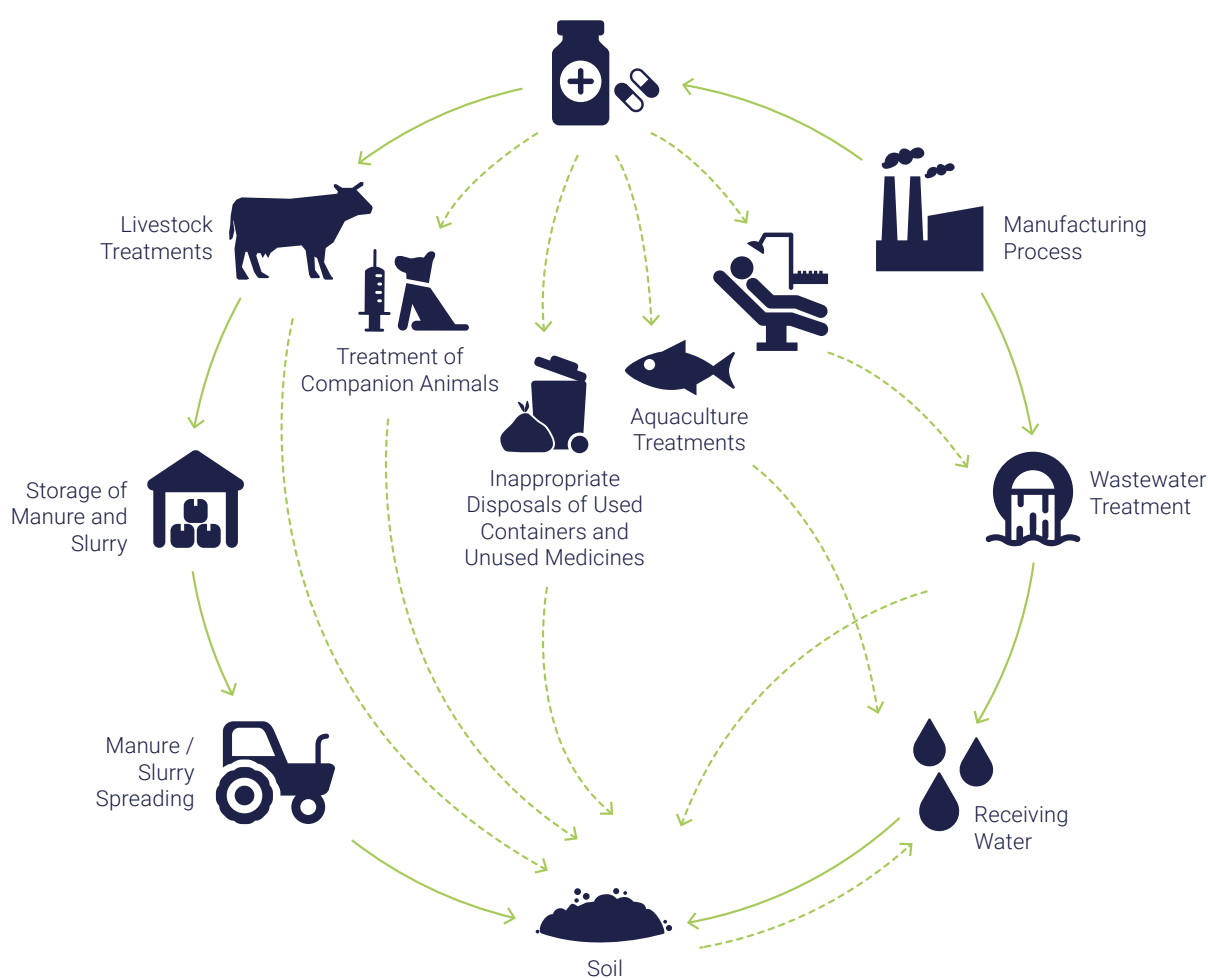 Livestock
Treatments
Manufacturing
Process
Treatment of
Companion Animals
Aquaculture
Treatments
Inappropriate
Disposals of Used
Containers and
Unused Medicines
Storage of
Manure and
Slurry
Wastewater
Treatment
Manure /
Slurry
Spreading
Receiving
Water
Soil